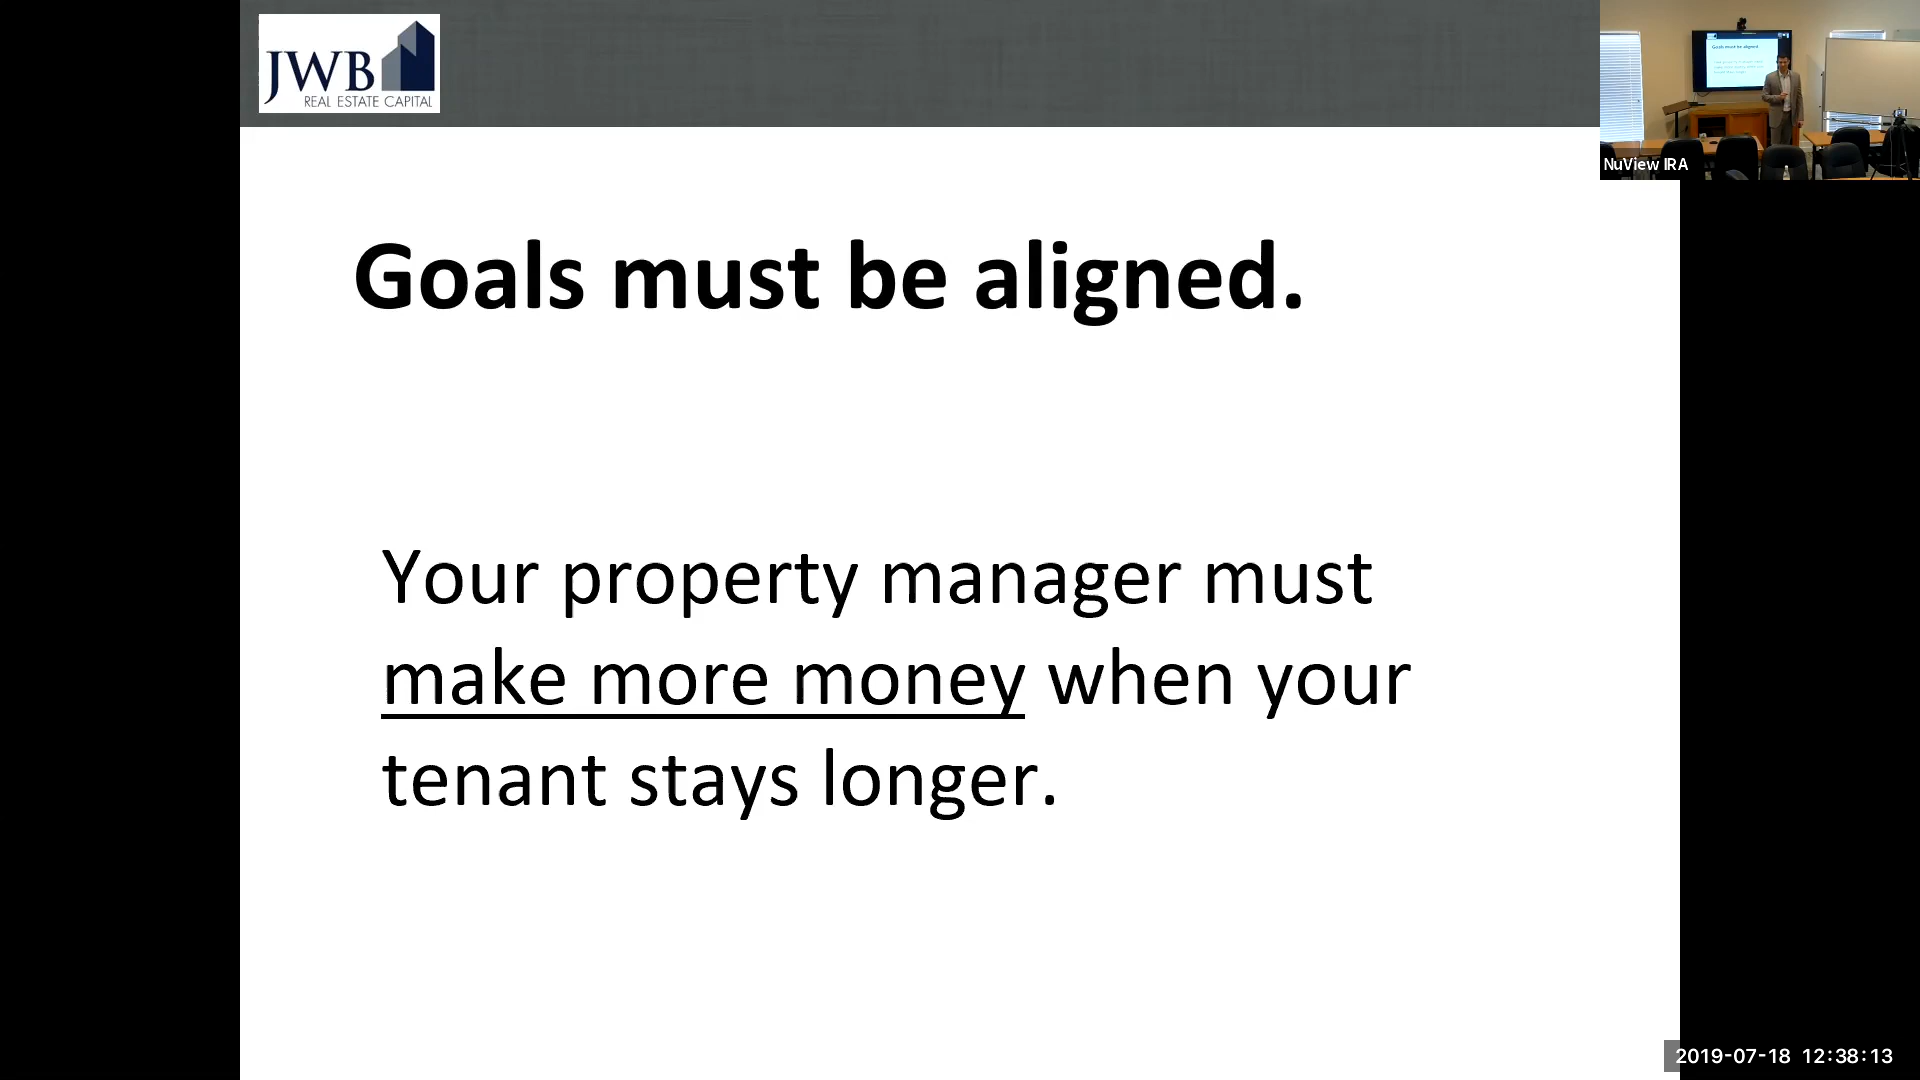 JWB
REAL ESTATE CAPITAL
NuView IRA
Goals must be aligned.
Your property manager must
make more money when your
tenant stays longer.
2019-07-18 12:38:13